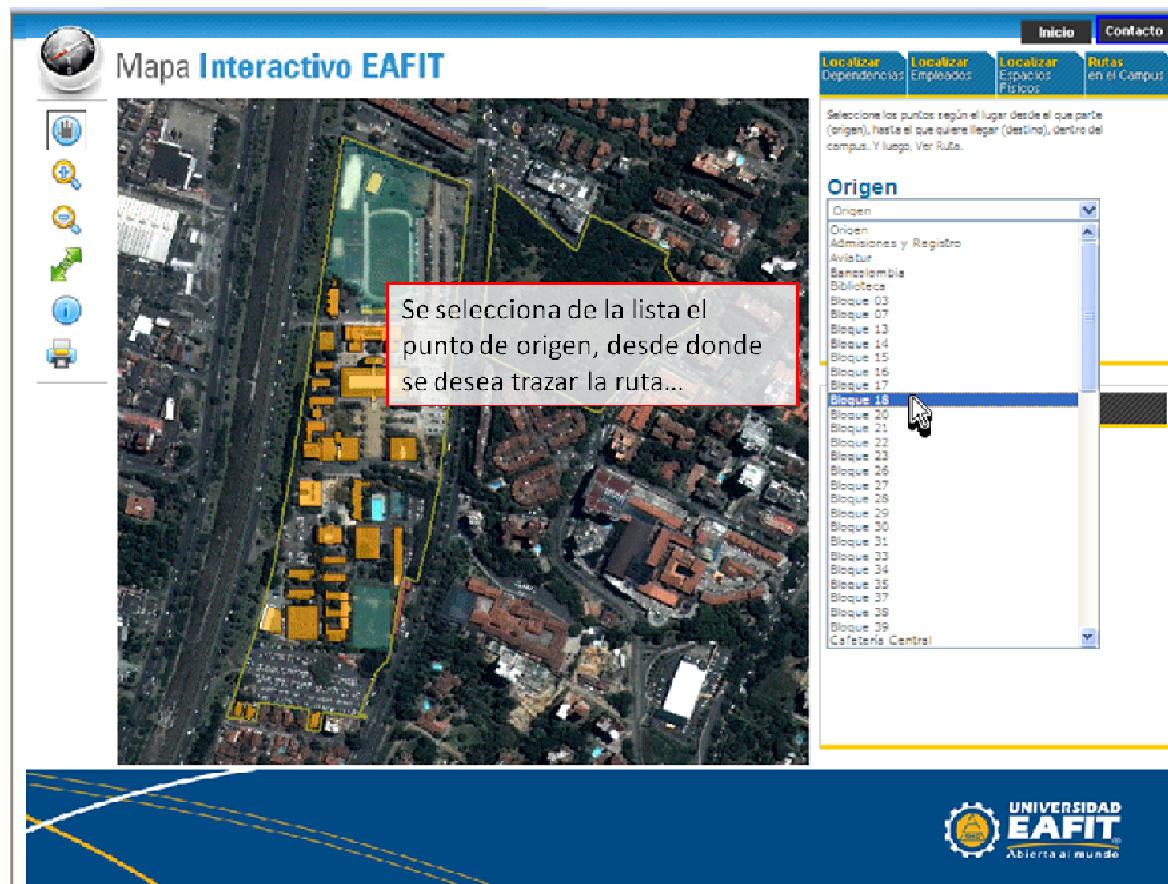 Inicio
Contacto
Mapa Interactivo EAFIT
Localizar Dependencias
Localizar Empleados
Localizar Espacios Físicos
Rutas en el Campus
Seleccione los puntos según el lugar desde el que parte
(origen), hasta el que quiere llegar (destino), dentro del
campus. Y luego, Ver Ruta.
Origen
Origen
Origen
Admisiones y Registro
Aviatur
Bancolombia
Biblioteca
Bloque 03
Bloque 07
Bloque 13
Bloque 14
Bloque 15
Bloque 16
Bloque 17
Bloque 18
Bloque 20
Bloque 21
Bloque 22
Bloque 23
Bloque 26
Bloque 27
Bloque 28
Bloque 29
Bloque 30
Bloque 31
Bloque 33
Bloque 34
Bloque 35
Bloque 37
Bloque 38
Bloque 39
Cafetería Central
Se selecciona de la lista el
punto de origen, desde donde
se desea trazar la ruta...
UNIVERSIDAD
EAFIT
Abierta al mundo